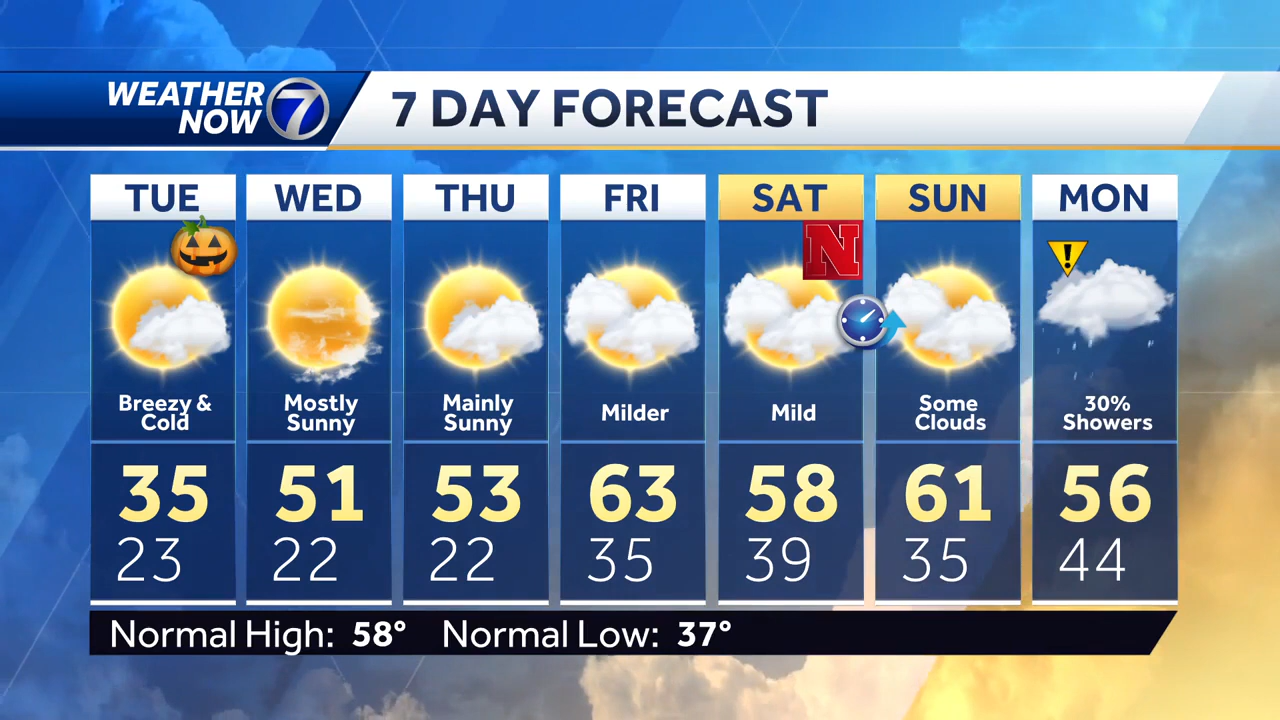 WEATHER
NOW 7
7 DAY FORECAST
TUE WED THU FRI SAT SUN MON
N
!
Breezy &
Cold
Mostly
Sunny
Mainly
Sunny
Milder
Mild
Some
Clouds
30%
Showers
35 51 53 63 58 61 56
23 22 22 35 39 35 44
Normal High: 58° Normal Low: 37°